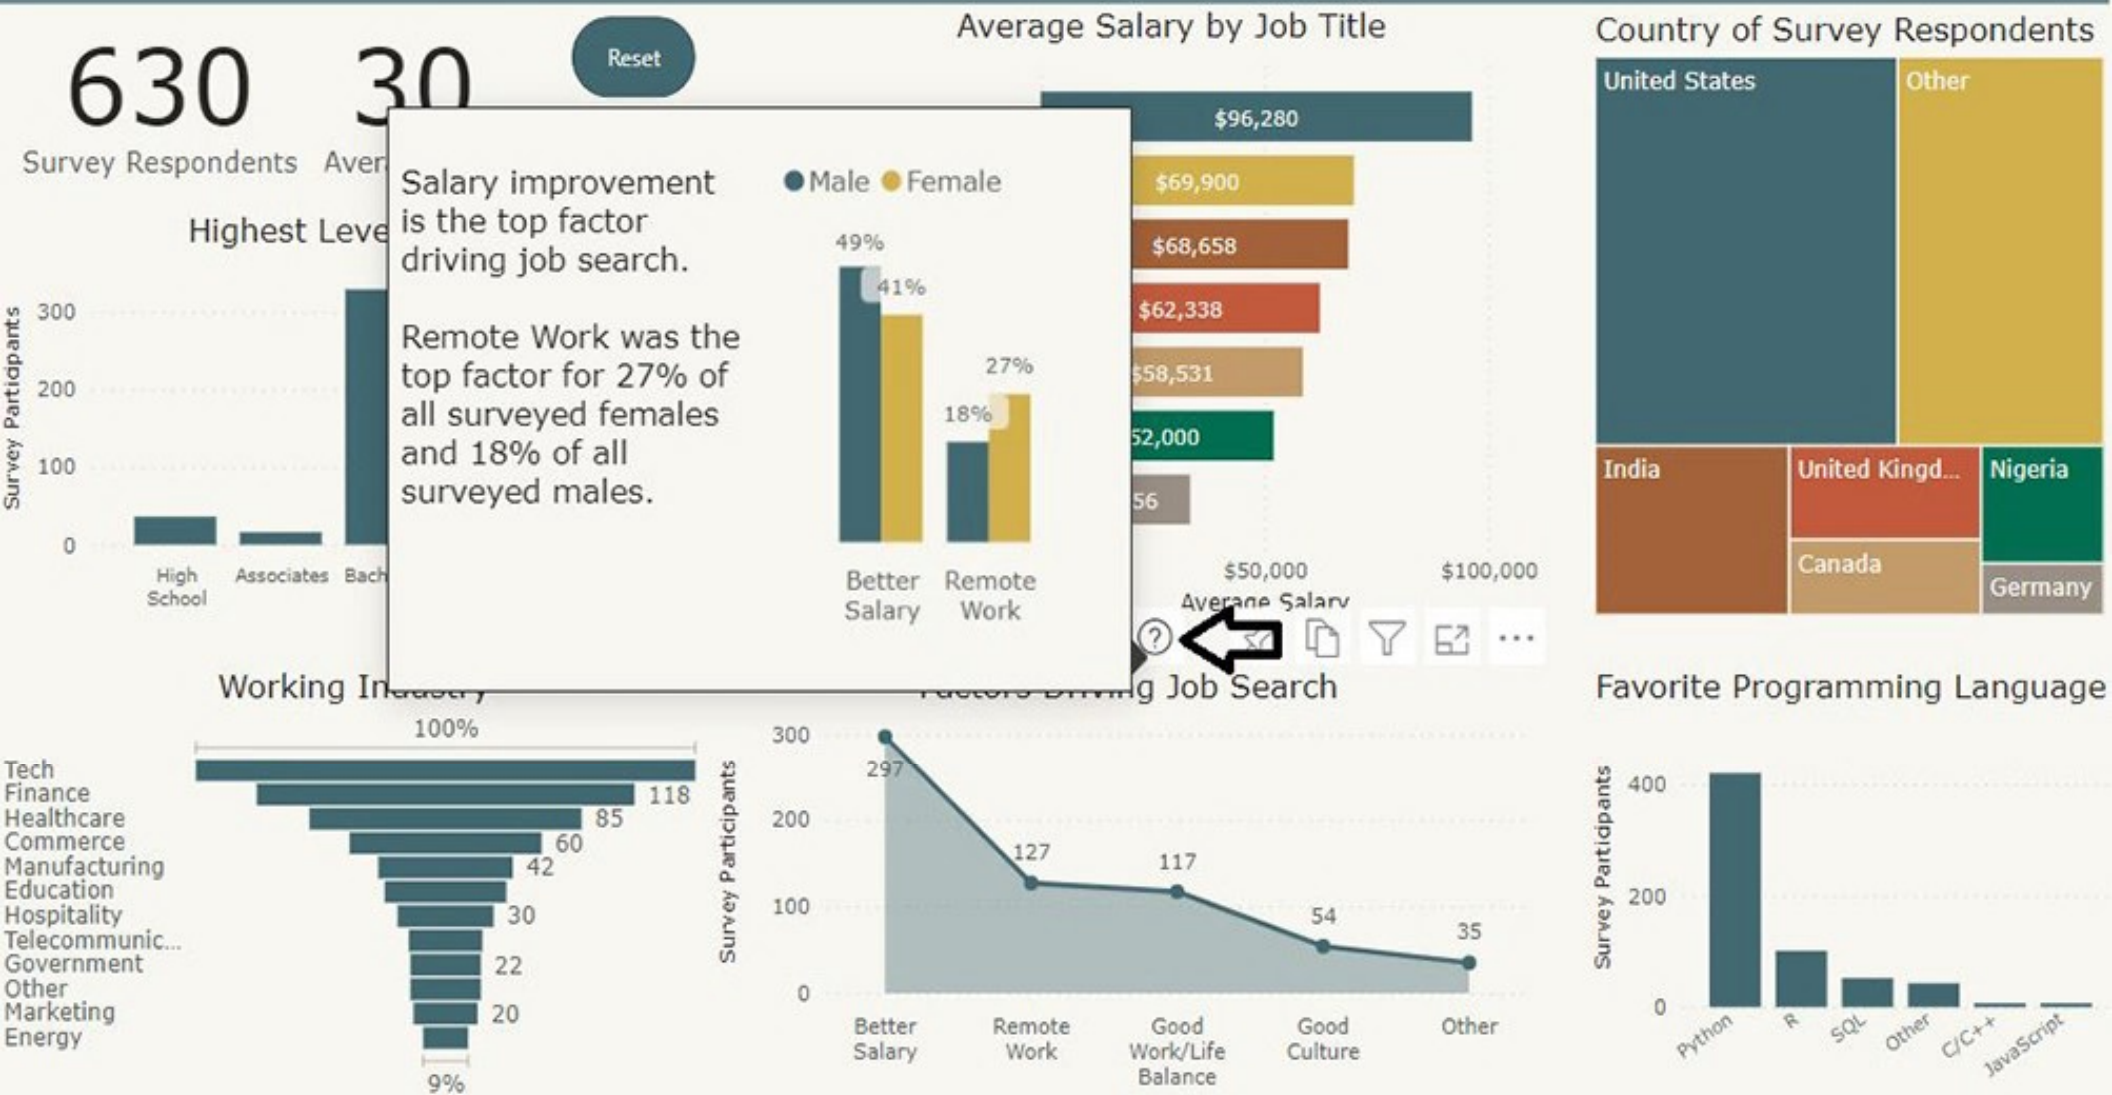 630
30
Reset
Survey Respondents
Average Salary by Job Title
$96,280
$69,900
$68,658
$62,338
$58,531
52,000
56
$50,000
$100,000
Average Salary
Country of Survey Respondents
United States
Other
India
United Kingd...
Nigeria
Canada
Germany
Highest
Survey Participants
300
200
100
0
High
School
Associates
Salary improvement
is the top factor
driving job search.
Remote Work was the
top factor for 27% of
all surveyed females
and 18% of all
surveyed males.
Male Female
49%
41%
27%
18%
Better
Salary
Remote
Work
?
Working Industry
100%
Tech
Finance 118
Healthcare 85
Commerce 60
Manufacturing 42
Education
Hospitality 30
Telecommunic...
Government 22
Other
Marketing 20
Energy
9%
Factors Driving Job Search
Survey Participants
300
200
100
0
297
127
117
54
35
Better
Salary
Remote
Work
Good
Work/Life
Balance
Good
Culture
Other
Favorite Programming Language
Survey Participants
400
200
0
Python
R
SQL
Other
C/C++
JavaScript